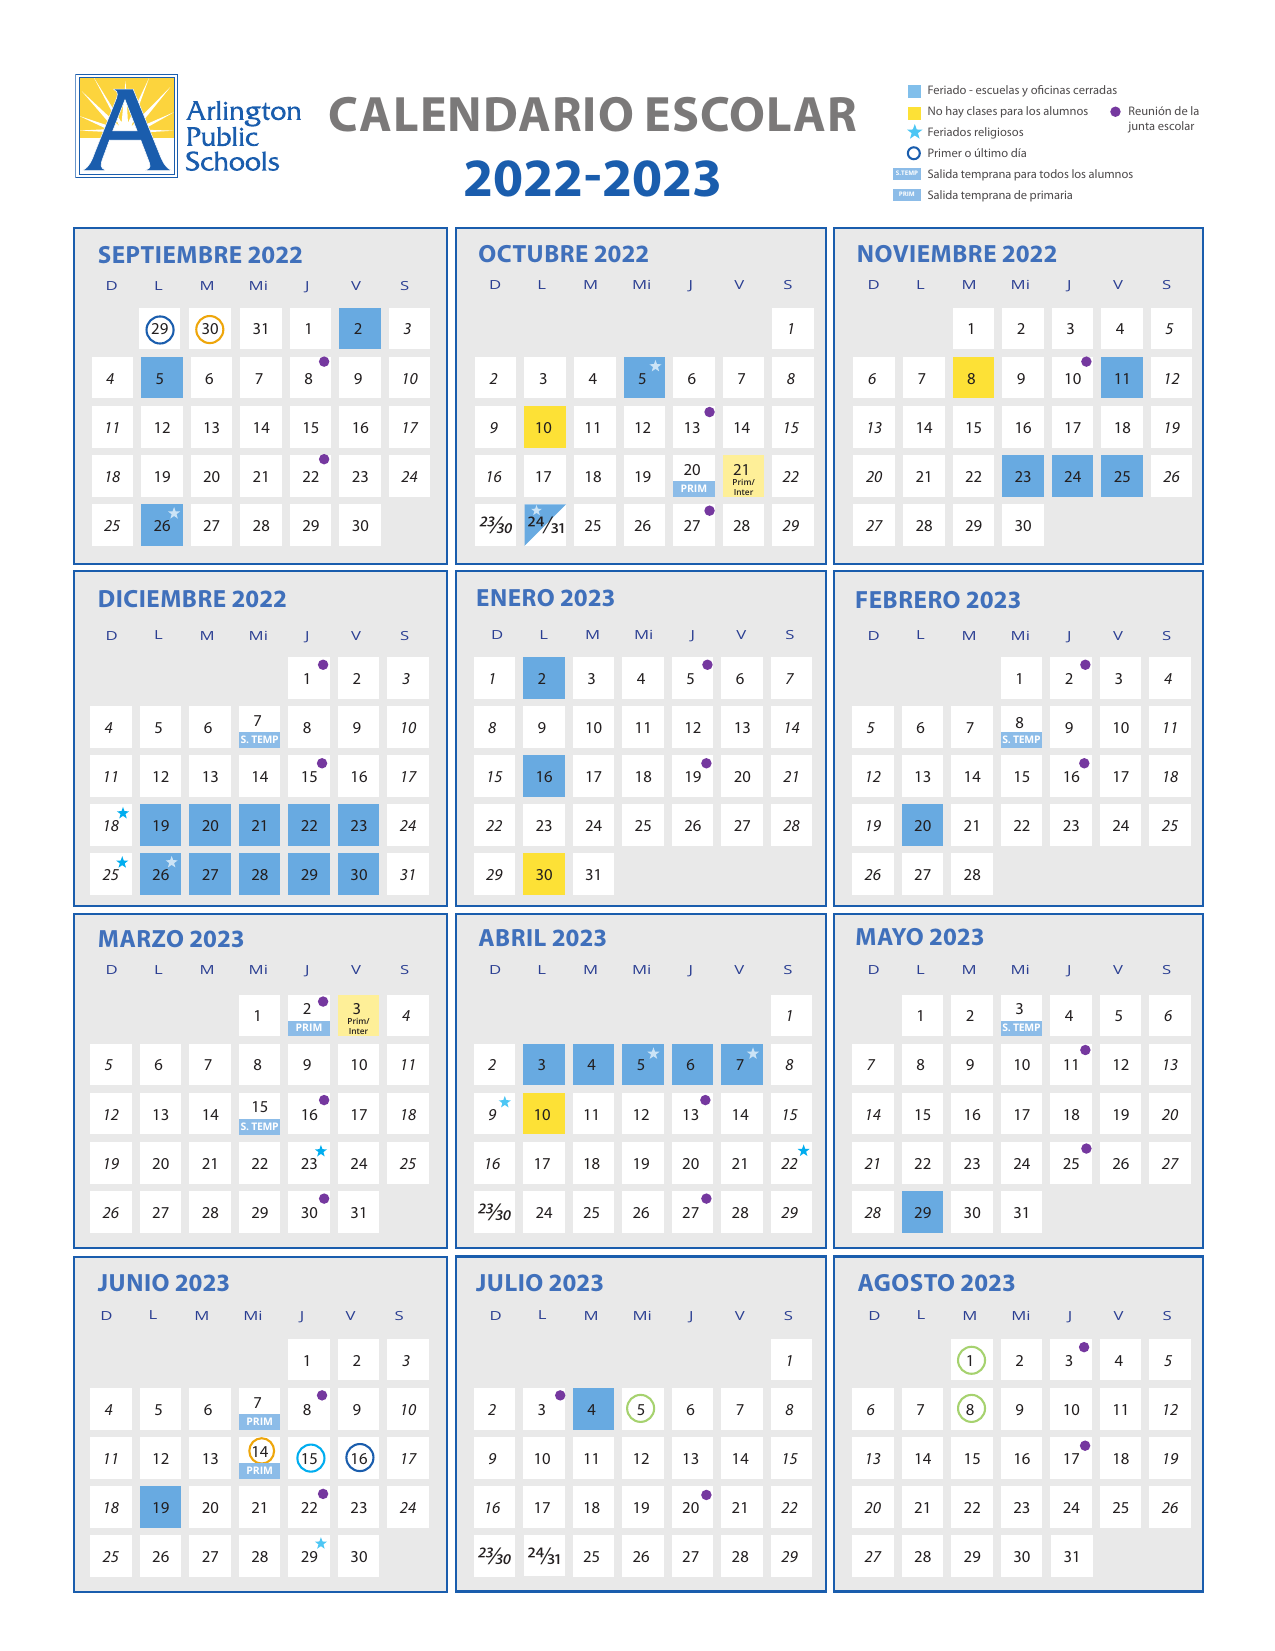 Arlington
Public
Schools
CALENDARIO ESCOLAR
2022-2023
Feriado - escuelas y oficinas cerradas
No hay clases para los alumnos
Feriados religiosos
Primer o último día
S.TEMP Salida temprana para todos los alumnos
PRIM Salida temprana de primaria
Reunión de la
junta escolar
SEPTIEMBRE 2022
D L M Mi J V S
29 30 31 1 2 3
4 5 6 7 8 9 10
11 12 13 14 15 16 17
18 19 20 21 22 23 24
25 26 27 28 29 30
OCTUBRE 2022
D L M Mi J V S
1
2 3 4 5 6 7 8
9 10 11 12 13 14 15
16 17 18 19 20 21 22
PRIM Prim/
Inter
23/30 24/31 25 26 27 28 29
NOVIEMBRE 2022
D L M Mi J V S
1 2 3 4 5
6 7 8 9 10 11 12
13 14 15 16 17 18 19
20 21 22 23 24 25 26
27 28 29 30
DICIEMBRE 2022
D L M Mi J V S
1 2 3
4 5 6 7 8 9 10
S. TEMP
11 12 13 14 15 16 17
18 19 20 21 22 23 24
25 26 27 28 29 30 31
ENERO 2023
D L M Mi J V S
1 2 3 4 5 6 7
8 9 10 11 12 13 14
15 16 17 18 19 20 21
22 23 24 25 26 27 28
29 30 31
FEBRERO 2023
D L M Mi J V S
1 2 3 4
5 6 7 8 9 10 11
S. TEMP
12 13 14 15 16 17 18
19 20 21 22 23 24 25
26 27 28
MARZO 2023
D L M Mi J V S
1 2 3 4
PRIM Prim/
Inter
5 6 7 8 9 10 11
12 13 14 15 16 17 18
S. TEMP
19 20 21 22 23 24 25
26 27 28 29 30 31
ABRIL 2023
D L M Mi J V S
1
2 3 4 5 6 7 8
9 10 11 12 13 14 15
16 17 18 19 20 21 22
23/30 24 25 26 27 28 29
MAYO 2023
D L M Mi J V S
1 2 3 4 5 6
S. TEMP
7 8 9 10 11 12 13
14 15 16 17 18 19 20
21 22 23 24 25 26 27
28 29 30 31
JUNIO 2023
D L M Mi J V S
1 2 3
4 5 6 7 8 9 10
PRIM
11 12 13 14 15 16 17
PRIM
18 19 20 21 22 23 24
25 26 27 28 29 30
JULIO 2023
D L M Mi J V S
1
2 3 4 5 6 7 8
9 10 11 12 13 14 15
16 17 18 19 20 21 22
23/30 24/31 25 26 27 28 29
AGOSTO 2023
D L M Mi J V S
1 2 3 4 5
6 7 8 9 10 11 12
13 14 15 16 17 18 19
20 21 22 23 24 25 26
27 28 29 30 31